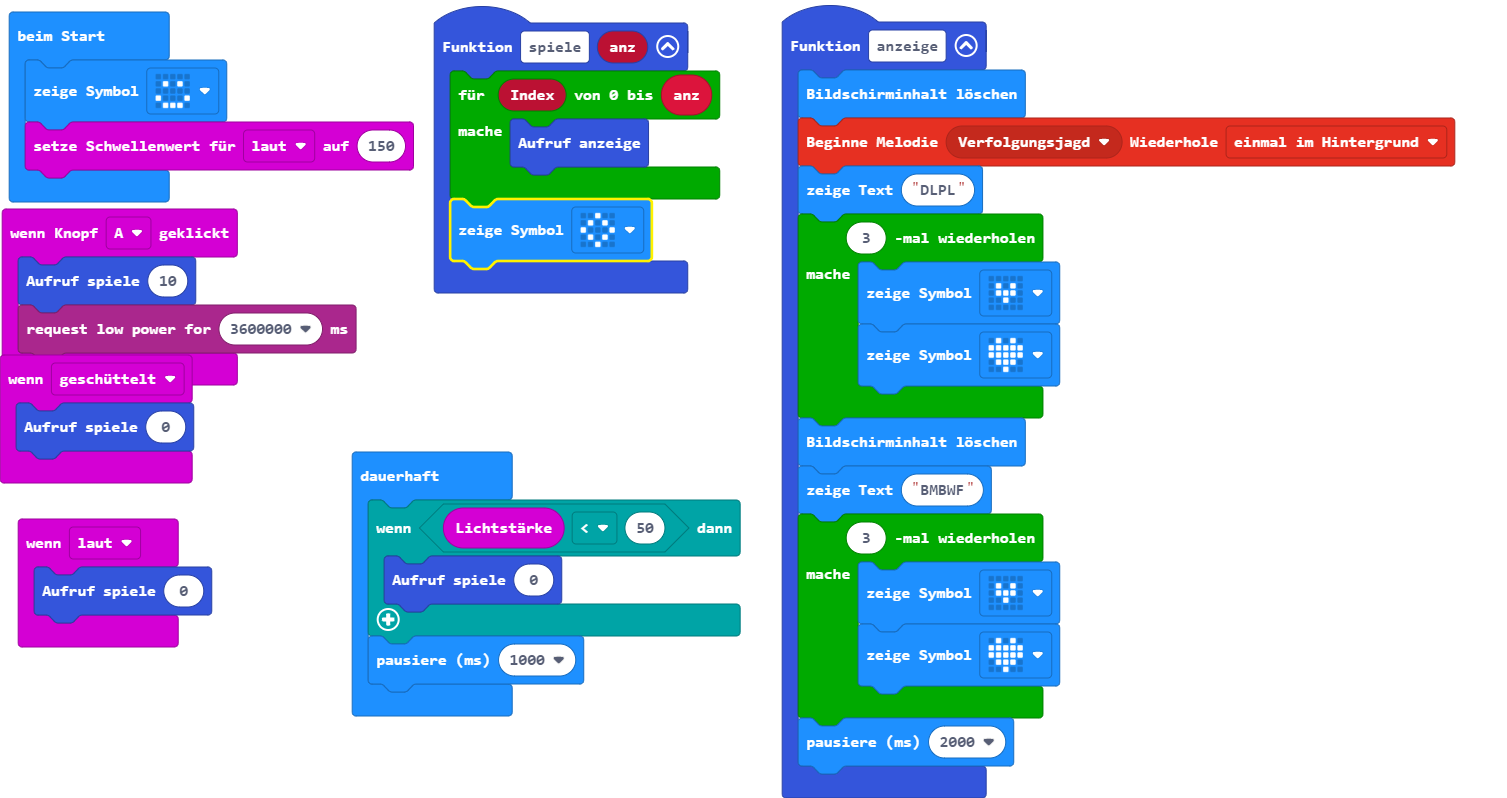 beim Start
zeige Symbol
setze Schwellenwert für laut auf 150
wenn Knopf A geklickt
Aufruf spiele 10
request low power for 3600000 ms
wenn geschüttelt
Aufruf spiele 0
wenn laut
Aufruf spiele 0
Funktion spiele anz
für Index von 0 bis anz
mache Aufruf anzeige
zeige Symbol
dauerhaft
wenn Lichtstärke < 50 dann
Aufruf spiele 0
pausiere (ms) 1000
Funktion anzeige
Bildschirminhalt löschen
Beginne Melodie Verfolgungsjagd Wiederhole einmal im Hintergrund
zeige Text "DLPL"
3 -mal wiederholen
mache zeige Symbol
zeige Symbol
Bildschirminhalt löschen
zeige Text "BMBWF"
3 -mal wiederholen
mache zeige Symbol
zeige Symbol
pausiere (ms) 2000